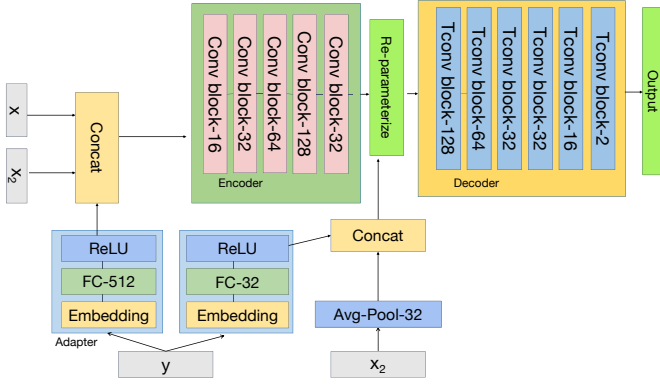 x
x2
Concat
Conv block-16
Conv block-32
Conv block-64
Conv block-128
Conv block-32
Encoder
Re-parameterize
Tconv block-128
Tconv block-64
Tconv block-32
Tconv block-32
Tconv block-16
Tconv block-2
Decoder
Output
ReLU
FC-512
Embedding
Adapter
ReLU
FC-32
Embedding
Concat
Avg-Pool-32
y
x2